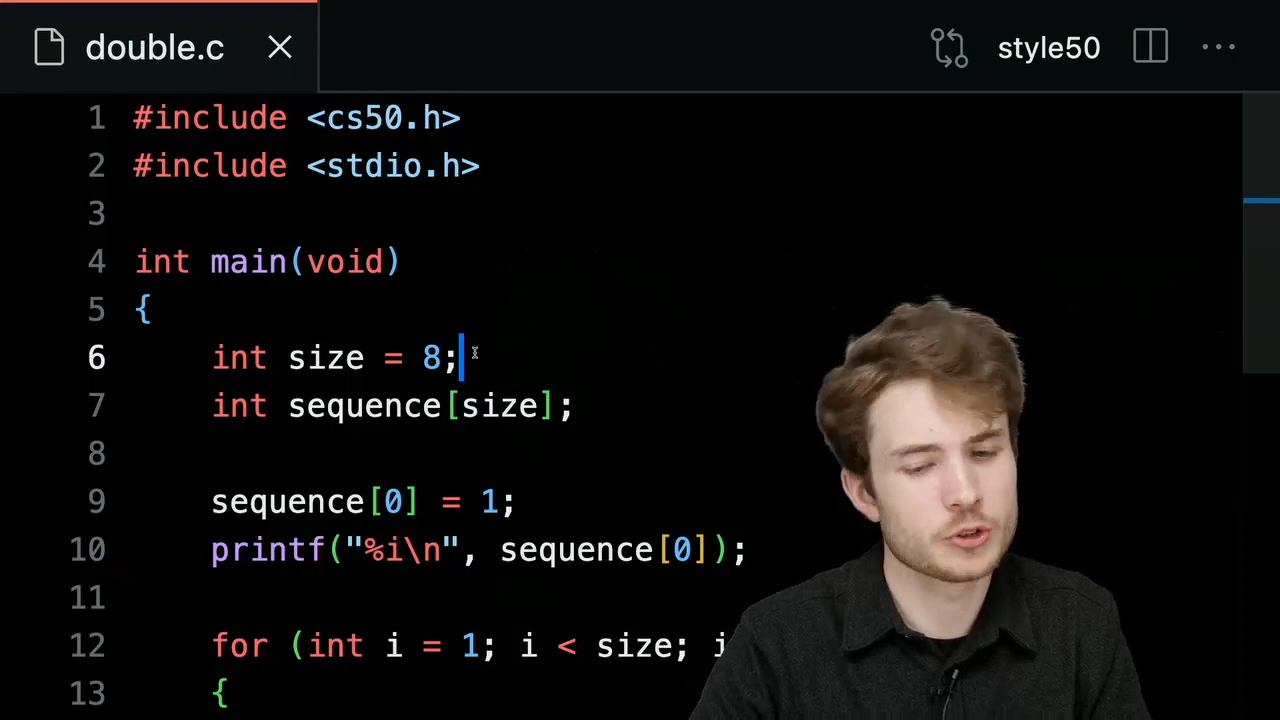 double.c
style50
1 #include <cs50.h>
2 #include <stdio.h>
3
4 int main(void)
5 {
6 int size = 8;
7 int sequence[size];
8
9 sequence[0] = 1;
10 printf("%i\n", sequence[0]);
11
12 for (int i = 1; i < size; i
13 {